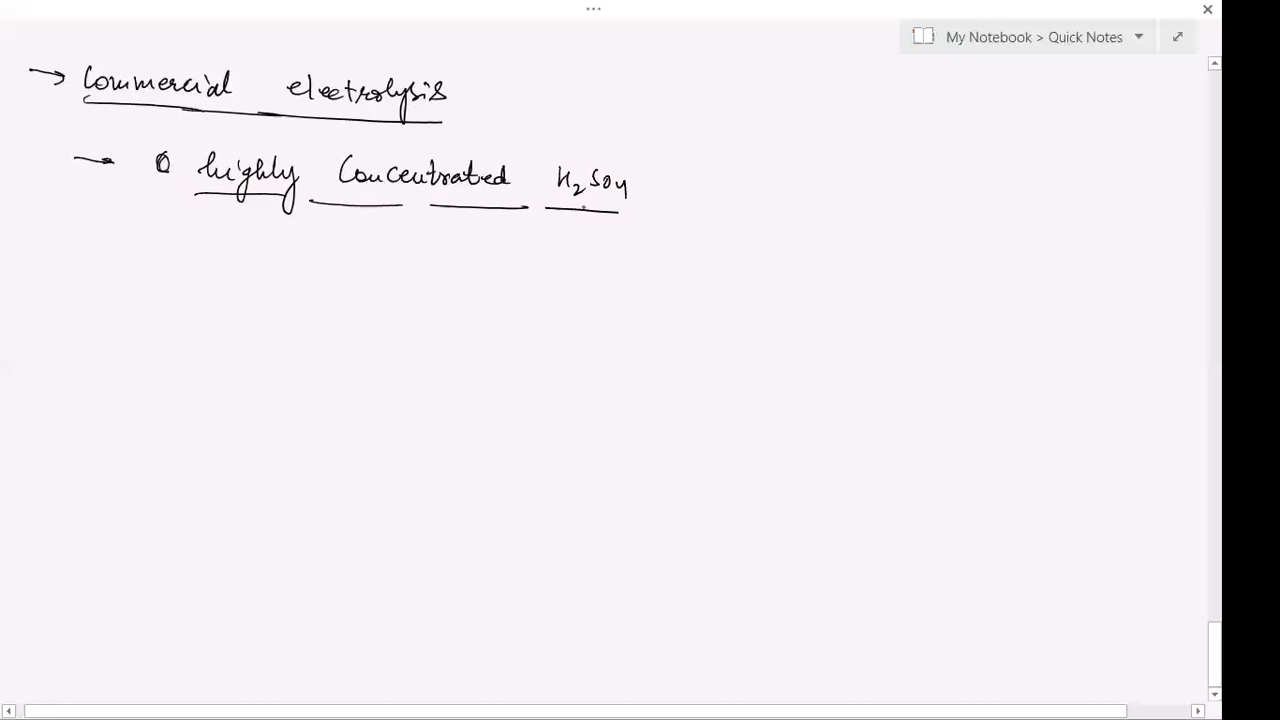 My Notebook > Quick Notes
→ Commercial electrolysis
→ highly Concentrated H₂SO₄